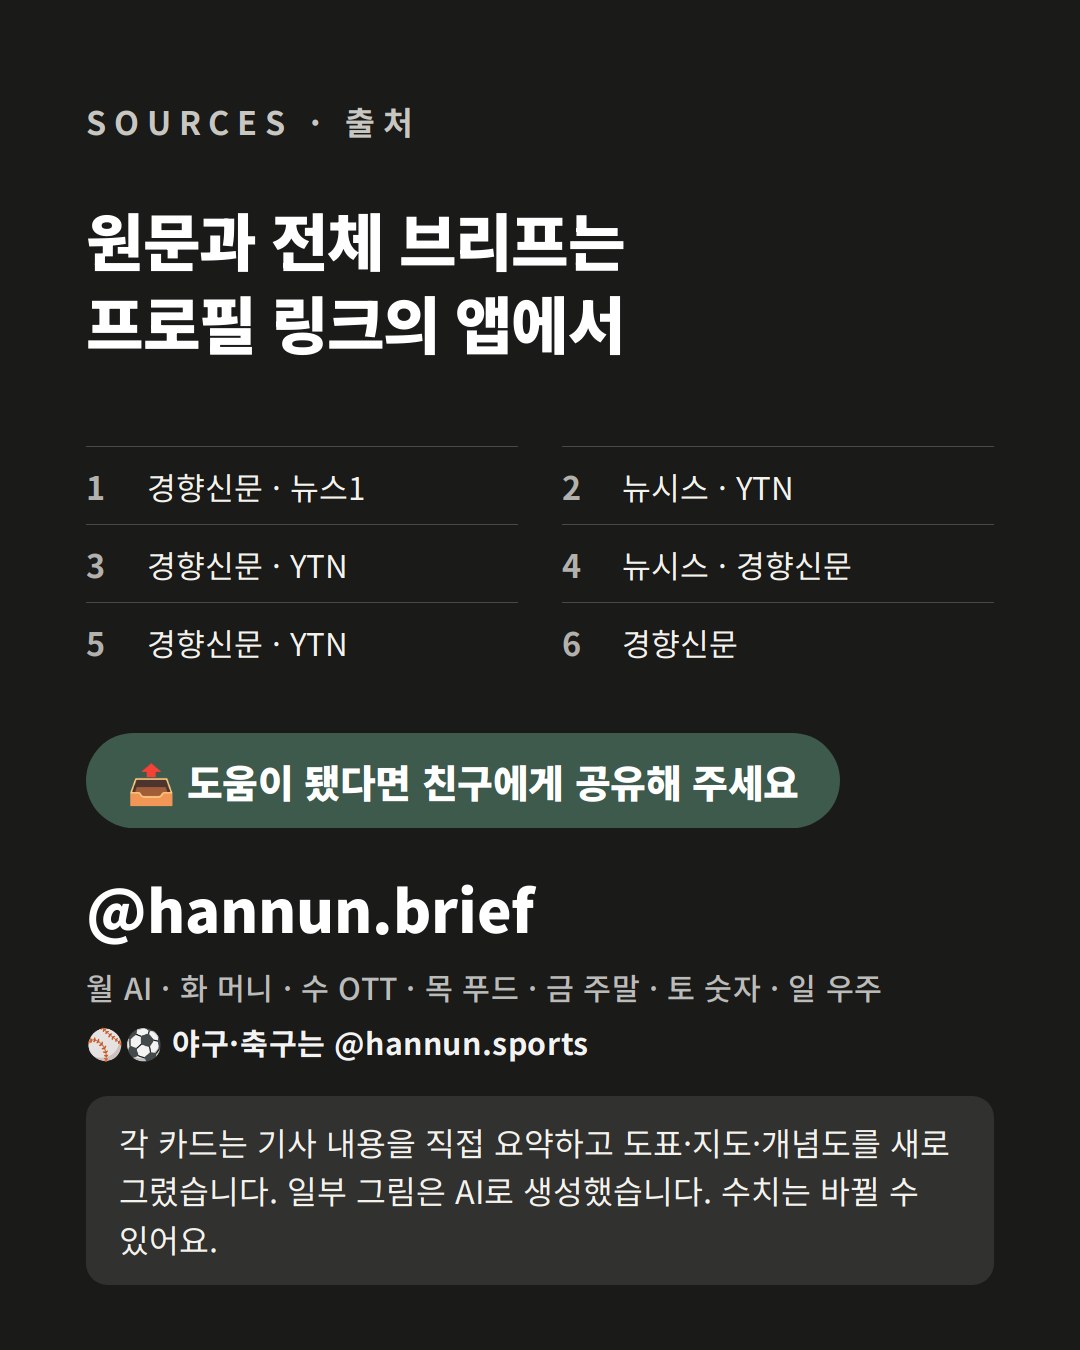 SOURCES · 출처
원문과 전체 브리프는
프로필 링크의 앱에서
1 경향신문 · 뉴스1
2 뉴시스 · YTN
3 경향신문 · YTN
4 뉴시스 · 경향신문
5 경향신문 · YTN
6 경향신문
📤 도움이 됐다면 친구에게 공유해 주세요
@hannun.brief
월 AI · 화 머니 · 수 OTT · 목 푸드 · 금 주말 · 토 숫자 · 일 우주
⚾⚽ 야구·축구는 @hannun.sports
각 카드는 기사 내용을 직접 요약하고 도표·지도·개념도를 새로
그렸습니다. 일부 그림은 AI로 생성했습니다. 수치는 바뀔 수
있어요.